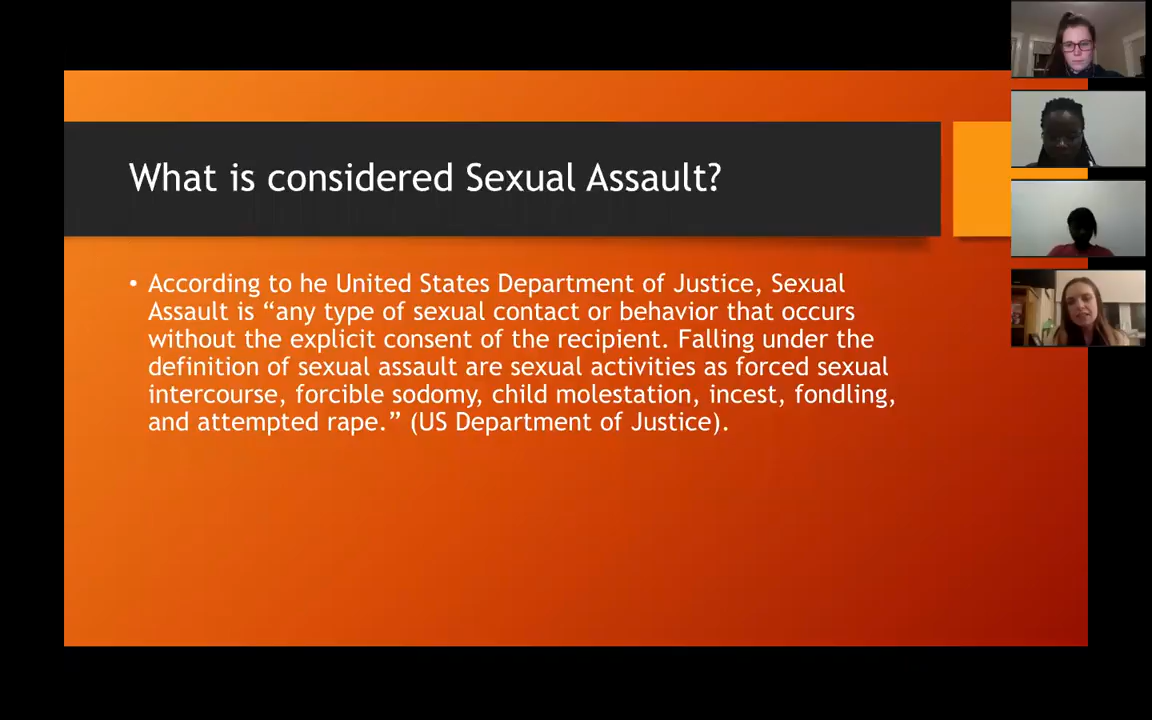 What is considered Sexual Assault?
• According to he United States Department of Justice, Sexual
Assault is “any type of sexual contact or behavior that occurs
without the explicit consent of the recipient. Falling under the
definition of sexual assault are sexual activities as forced sexual
intercourse, forcible sodomy, child molestation, incest, fondling,
and attempted rape.” (US Department of Justice).